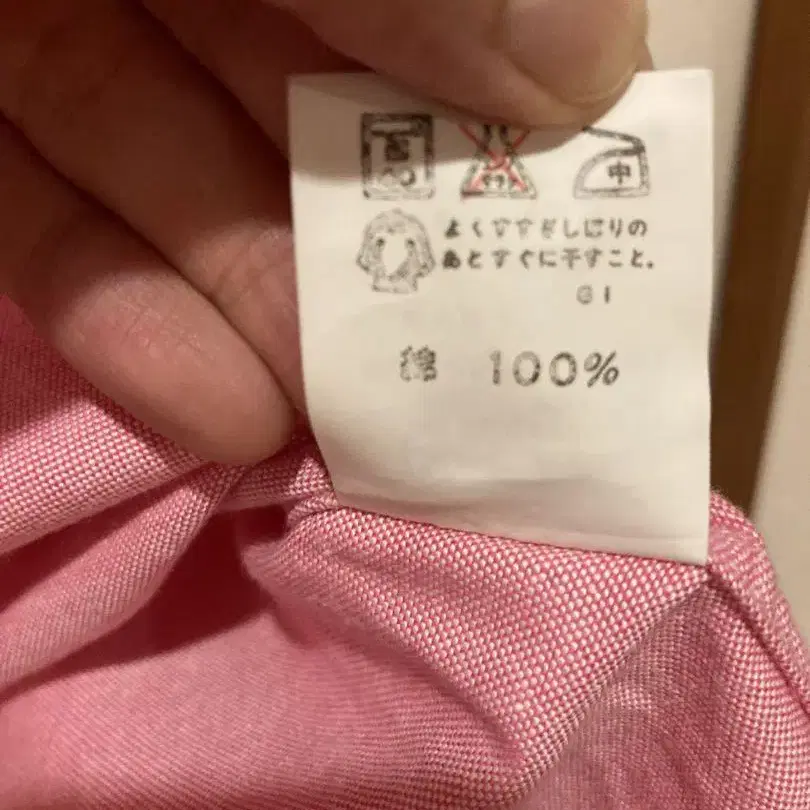 中
よくすすぎしぼりの
あとすぐに干すこと.
G1
綿 100%